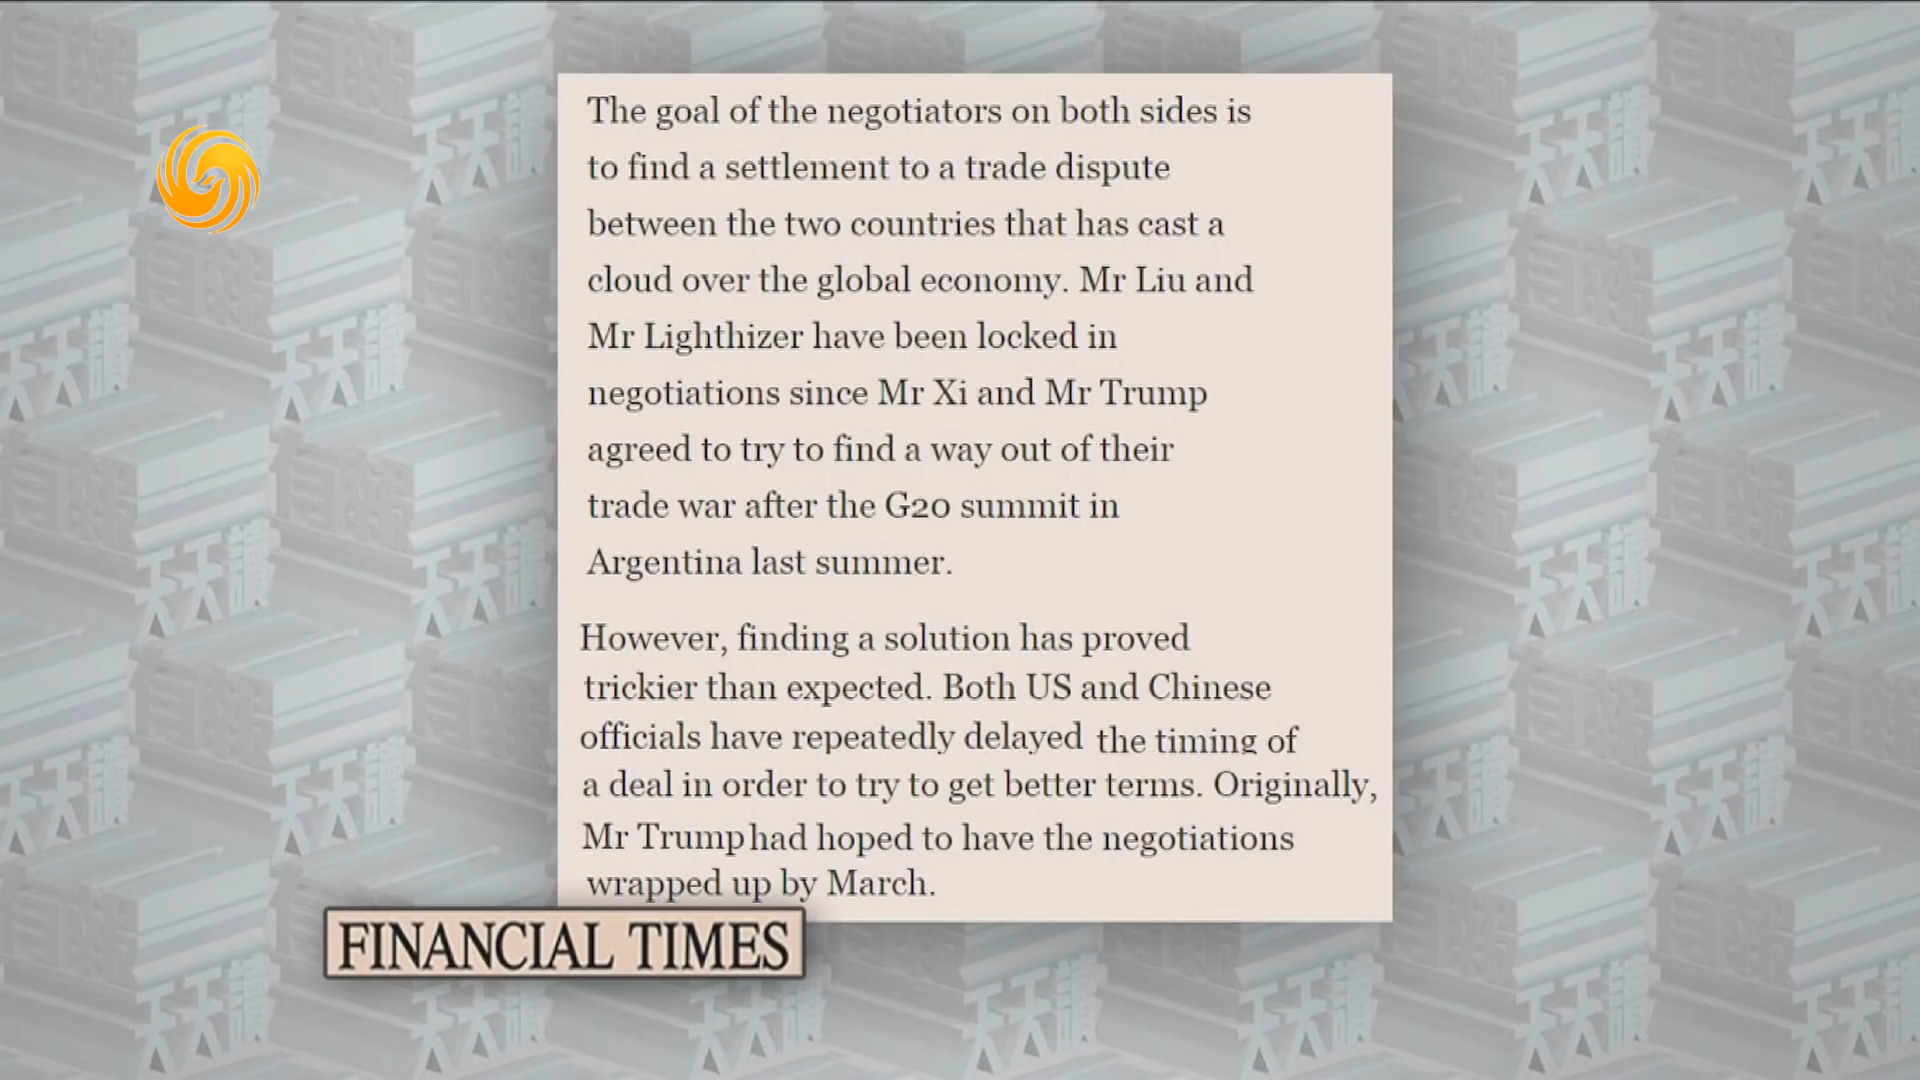 The goal of the negotiators on both sides is
to find a settlement to a trade dispute
between the two countries that has cast a
cloud over the global economy. Mr Liu and
Mr Lighthizer have been locked in
negotiations since Mr Xi and Mr Trump
agreed to try to find a way out of their
trade war after the G20 summit in
Argentina last summer.
However, finding a solution has proved
trickier than expected. Both US and Chinese
officials have repeatedly delayed the timing of
a deal in order to try to get better terms. Originally,
Mr Trump had hoped to have the negotiations
wrapped up by March.
FINANCIAL TIMES
天天讀